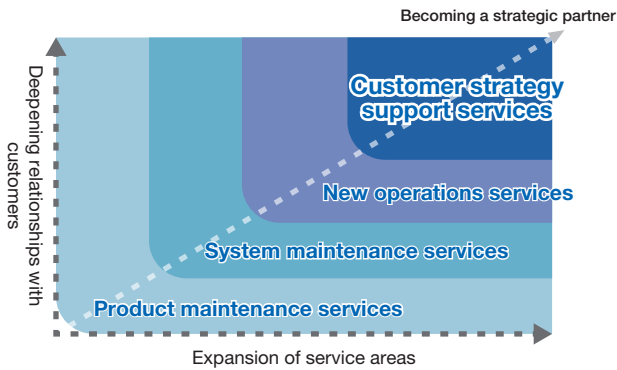 Becoming a strategic partner
Deepening relationships with
customers
Customer strategy
support services
New operations services
System maintenance services
Product maintenance services
Expansion of service areas